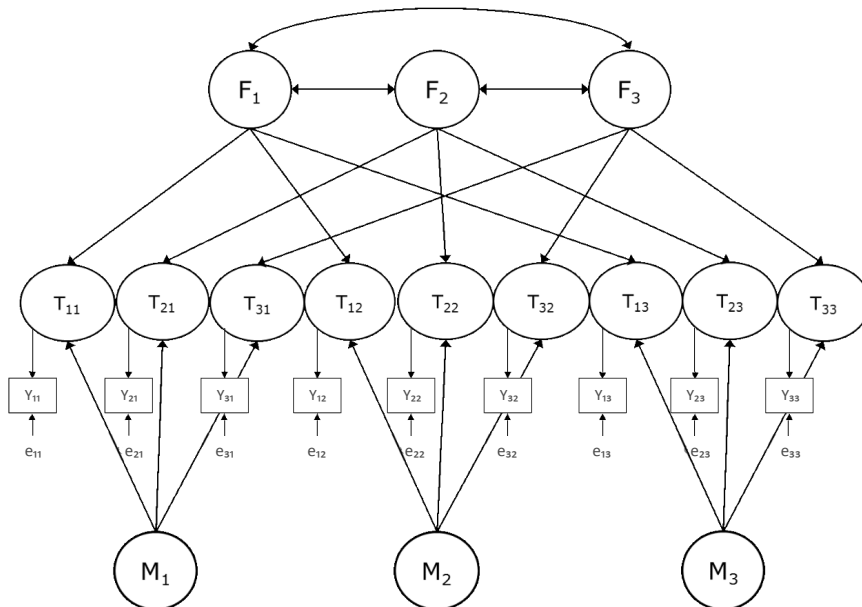 F₁ F₂ F₃
T₁₁ T₂₁ T₃₁ T₁₂ T₂₂ T₃₂ T₁₃ T₂₃ T₃₃
Y₁₁ Y₂₁ Y₃₁ Y₁₂ Y₂₂ Y₃₂ Y₁₃ Y₂₃ Y₃₃
e₁₁ e₂₁ e₃₁ e₁₂ e₂₂ e₃₂ e₁₃ e₂₃ e₃₃
M₁ M₂ M₃